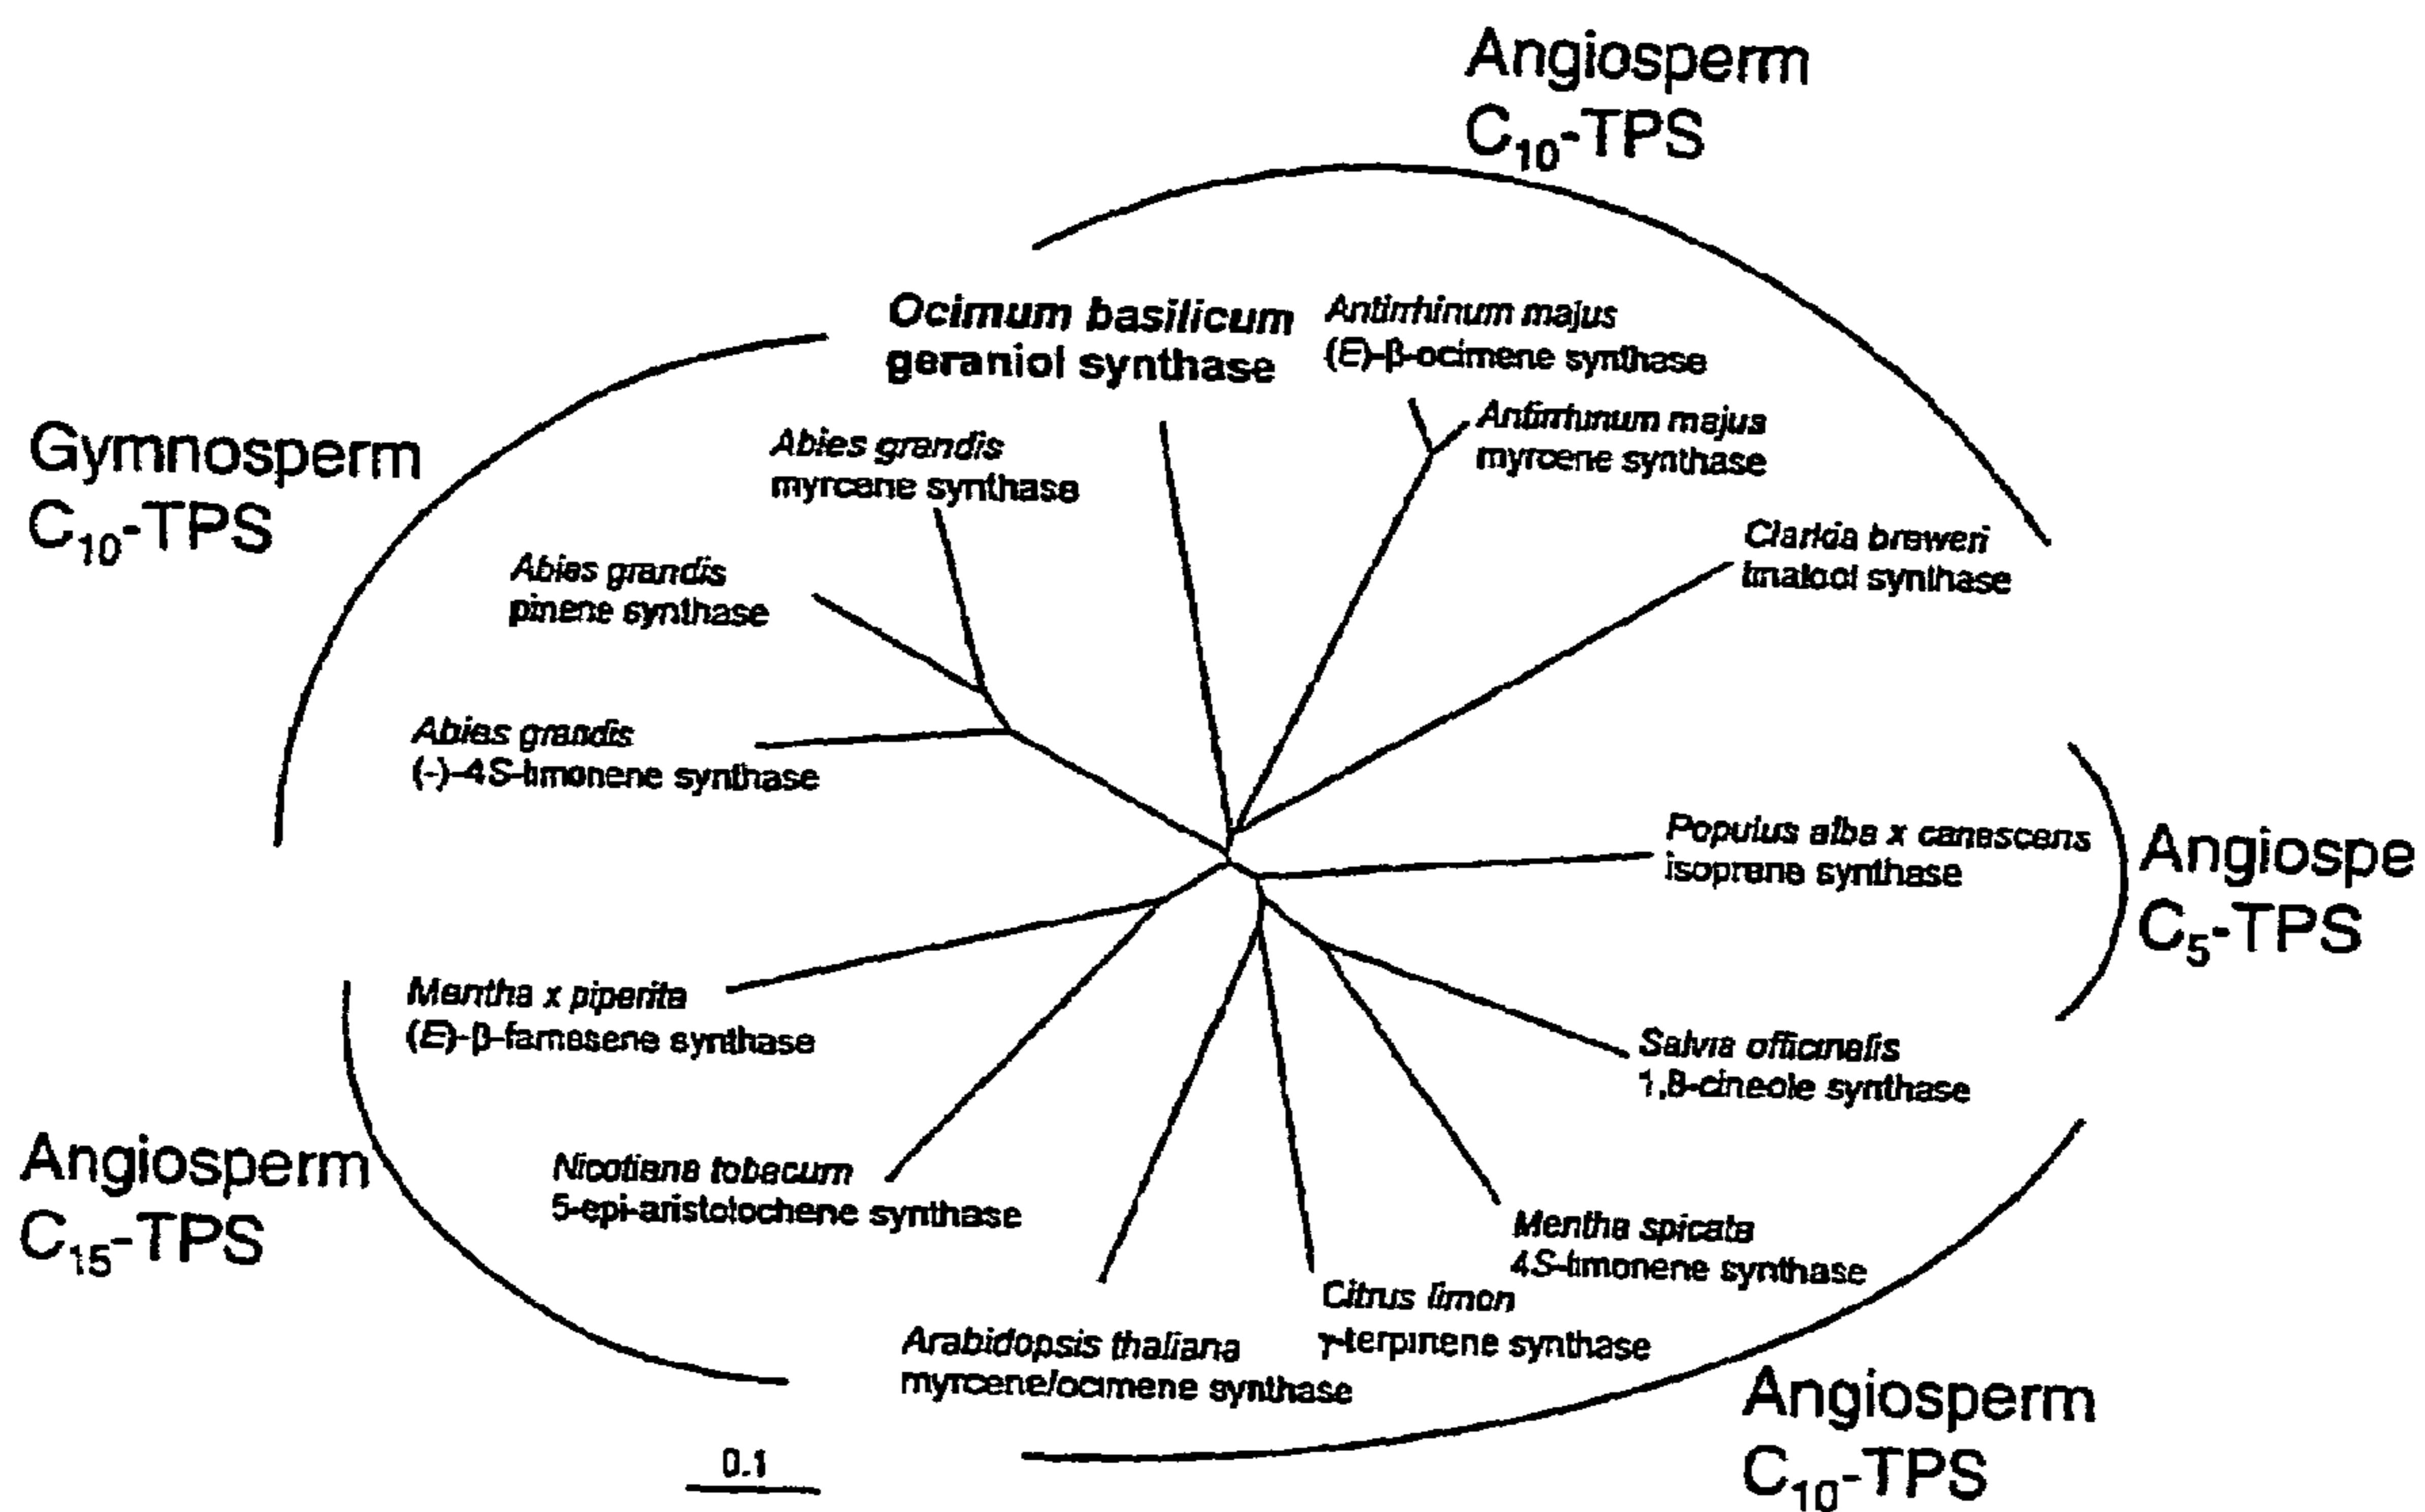 Angiosperm
C₁₀-TPS
Ocimum basilicum
geraniol synthase
Antirrhinum majus
(E)-β-ocimene synthase
Antirrhinum majus
myrcene synthase
Gymnosperm
C₁₀-TPS
Abies grandis
myrcene synthase
Abies grandis
pinene synthase
Clarkia breweri
linalool synthase
Abies grandis
(-)-4S-limonene synthase
Populus alba x canescens
isoprene synthase
Angiospe
C₅-TPS
Mentha x piperita
(E)-β-farnesene synthase
Salvia officinalis
1,8-cineole synthase
Angiosperm
C₁₅-TPS
Nicotiana tobacum
5-epi-aristolochene synthase
Mentha spicata
4S-limonene synthase
Citrus limon
γ-terpinene synthase
Arabidopsis thaliana
myrcene/ocimene synthase
Angiosperm
C₁₀-TPS
0.1